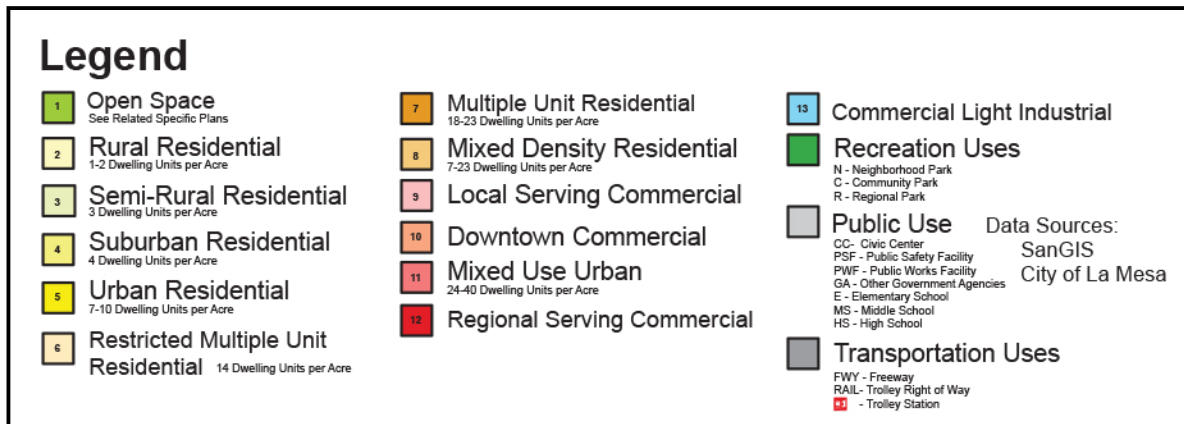 Legend
1 Open Space
See Related Specific Plans
2 Rural Residential
1-2 Dwelling Units per Acre
3 Semi-Rural Residential
3 Dwelling Units per Acre
4 Suburban Residential
4 Dwelling Units per Acre
5 Urban Residential
7-10 Dwelling Units per Acre
6 Restricted Multiple Unit
Residential 14 Dwelling Units per Acre
7 Multiple Unit Residential
18-23 Dwelling Units per Acre
8 Mixed Density Residential
7-23 Dwelling Units per Acre
9 Local Serving Commercial
10 Downtown Commercial
11 Mixed Use Urban
24-40 Dwelling Units per Acre
12 Regional Serving Commercial
13 Commercial Light Industrial
Recreation Uses
N - Neighborhood Park
C - Community Park
R - Regional Park
Public Use
CC- Civic Center
PSF - Public Safety Facility
PWF - Public Works Facility
GA - Other Government Agencies
E - Elementary School
MS - Middle School
HS - High School
Data Sources:
SanGIS
City of La Mesa
Transportation Uses
FWY - Freeway
RAIL- Trolley Right of Way
- Trolley Station